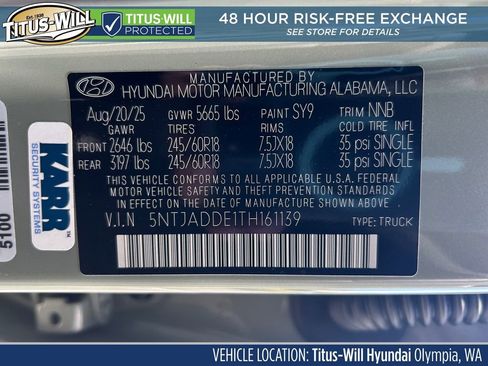 EST. 1938
TITUS-WILL
TITUS-WILL
PROTECTED
48 HOUR RISK-FREE EXCHANGE
SEE STORE FOR DETAILS
MANUFACTURED BY
HYUNDAI MOTOR MANUFACTURING ALABAMA, LLC
Aug/20/25 GVWR 5665 lbs PAINT SY9 TRIM NNB
GAWR TIRES RIMS COLD TIRE INFL.
FRONT 2646 lbs 245/60R18 7.5JX18 35 psi SINGLE
REAR 3197 lbs 245/60R18 7.5JX18 35 psi SINGLE
THIS VEHICLE CONFORMS TO ALL APPLICABLE U.S.A. FEDERAL
MOTOR VEHICLE SAFETY STANDARDS IN EFFECT ON
THE DATE OF MANUFACTURE SHOWN ABOVE.
V.I.N 5NTJADDE1TH161139 TYPE: TRUCK
KARR
TM
SECURITY SYSTEMS
5100
VEHICLE LOCATION: Titus-Will Hyundai Olympia, WA